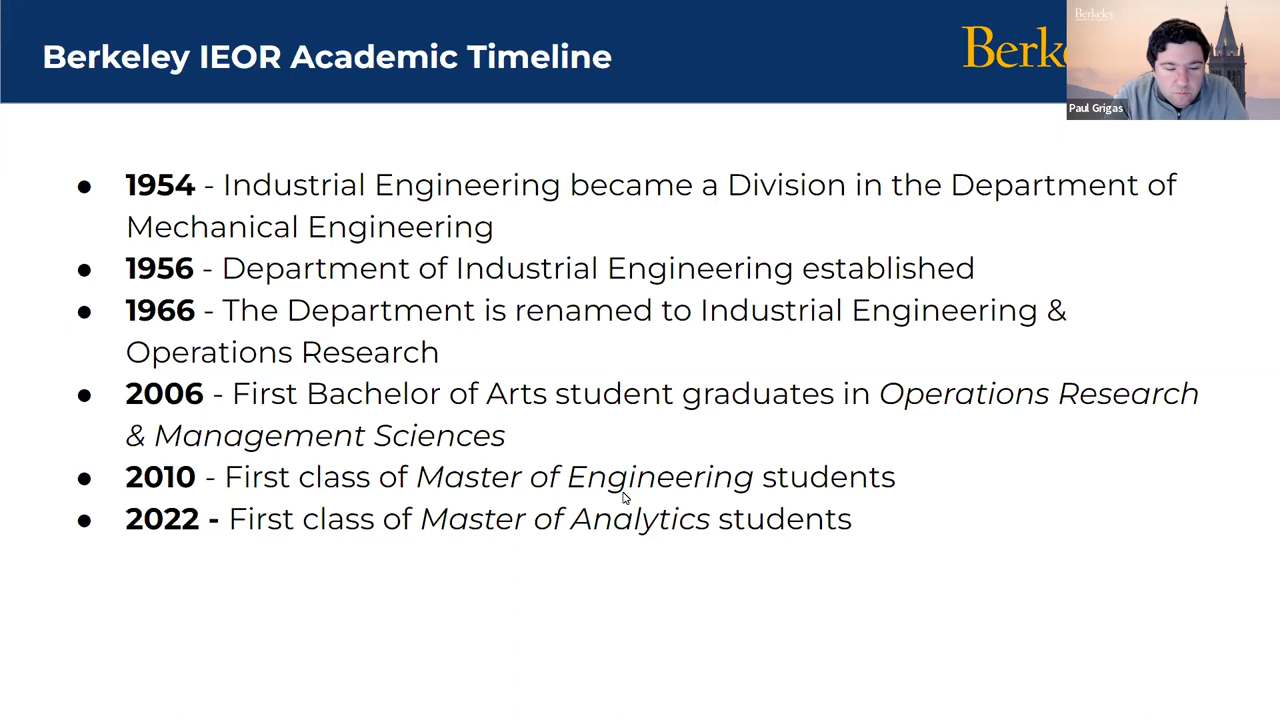 Berkeley IEOR Academic Timeline
Berkeley
Paul Grigas
● 1954 - Industrial Engineering became a Division in the Department of
Mechanical Engineering
● 1956 - Department of Industrial Engineering established
● 1966 - The Department is renamed to Industrial Engineering &
Operations Research
● 2006 - First Bachelor of Arts student graduates in Operations Research
& Management Sciences
● 2010 - First class of Master of Engineering students
● 2022 - First class of Master of Analytics students